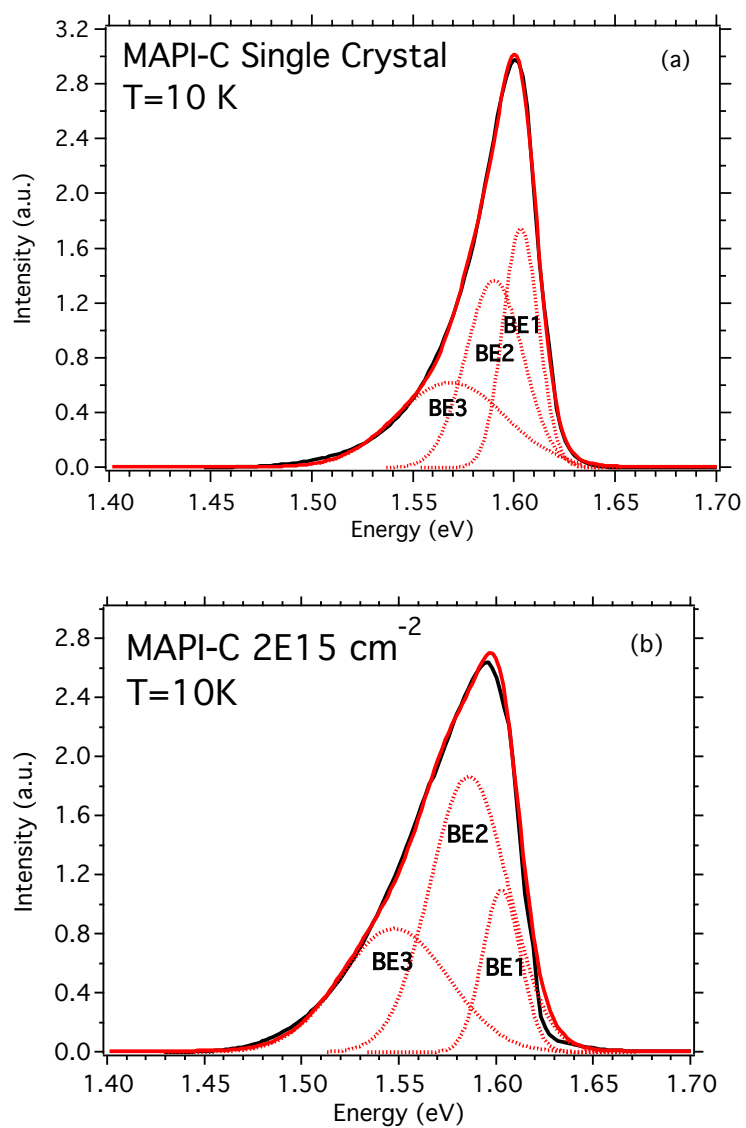 MAPI-C Single Crystal
(a)
T=10 K
3.2
2.8
2.4
2.0
1.6
1.2
0.8
0.4
0.0
Intensity (a.u.)
BE1
BE2
BE3
1.40 1.45 1.50 1.55 1.60 1.65 1.70
Energy (eV)
MAPI-C 2E15 cm-2
(b)
T=10K
2.8
2.4
2.0
1.6
1.2
0.8
0.4
0.0
Intensity (a.u.)
BE2
BE3
BE1
1.40 1.45 1.50 1.55 1.60 1.65 1.70
Energy (eV)